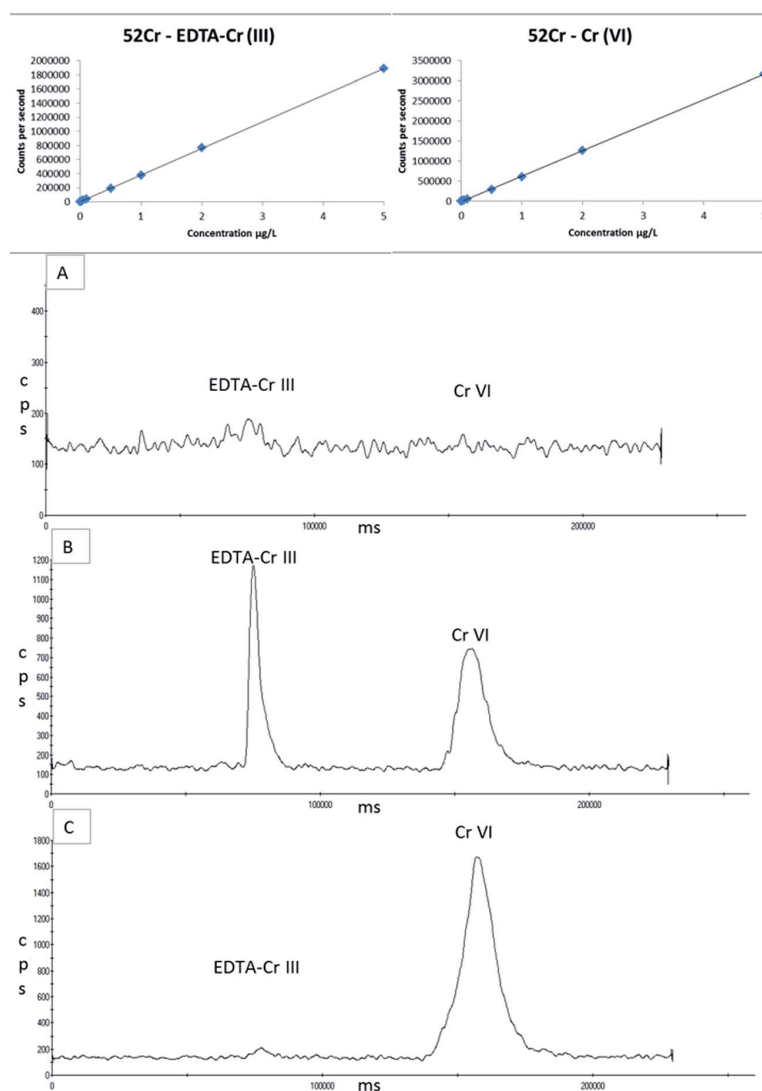 52Cr - EDTA-Cr (III)
2000000
1800000
1600000
1400000
1200000
1000000
800000
600000
400000
200000
0
Counts per second
0
1
2
3
4
5
Concentration µg/L
52Cr - Cr (VI)
3500000
3000000
2500000
2000000
1500000
1000000
500000
0
Counts per second
0
1
2
3
4
5
Concentration µg/L
A
400
300
200
100
0
c
p
s
EDTA-Cr III
Cr VI
100000
200000
ms
B
1200
1100
1000
900
800
700
600
500
400
300
200
100
0
c
p
s
EDTA-Cr III
Cr VI
100000
200000
ms
C
1800
1600
1400
1200
1000
800
600
400
200
0
c
p
s
EDTA-Cr III
Cr VI
100000
200000
ms